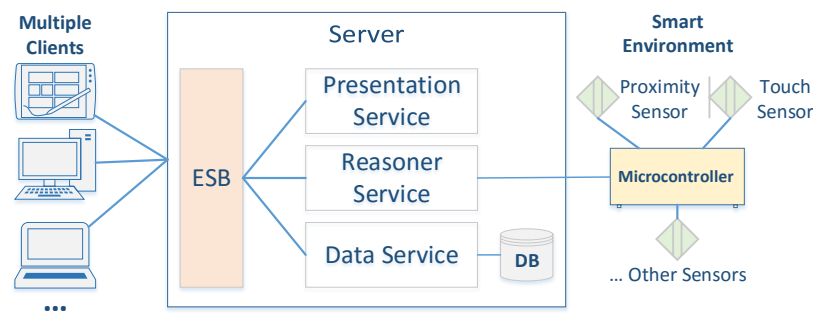 Multiple
Clients
...
Server
ESB
Presentation
Service
Reasoner
Service
Data Service
DB
Smart
Environment
Proximity
Sensor
Touch
Sensor
Microcontroller
... Other Sensors